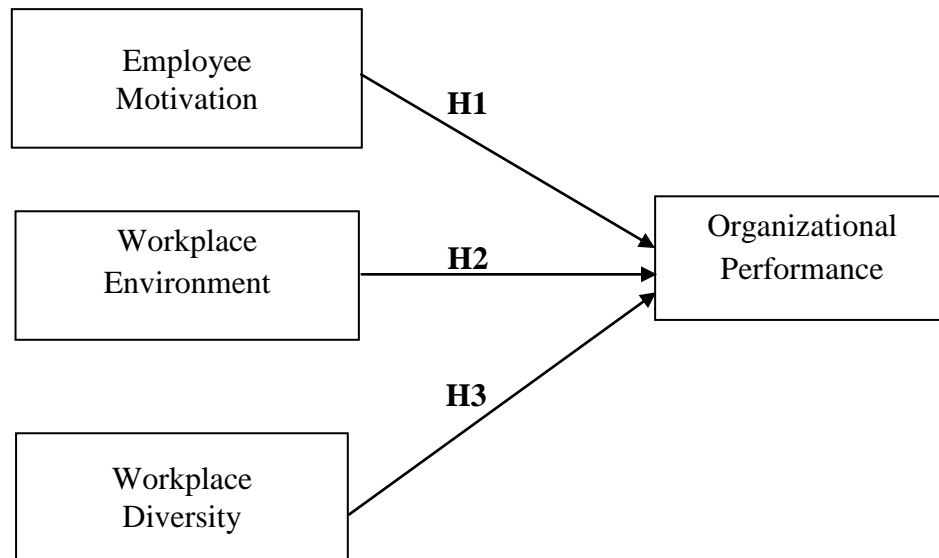 Employee
Motivation
H1
Workplace
Environment
H2
Organizational
Performance
H3
Workplace
Diversity